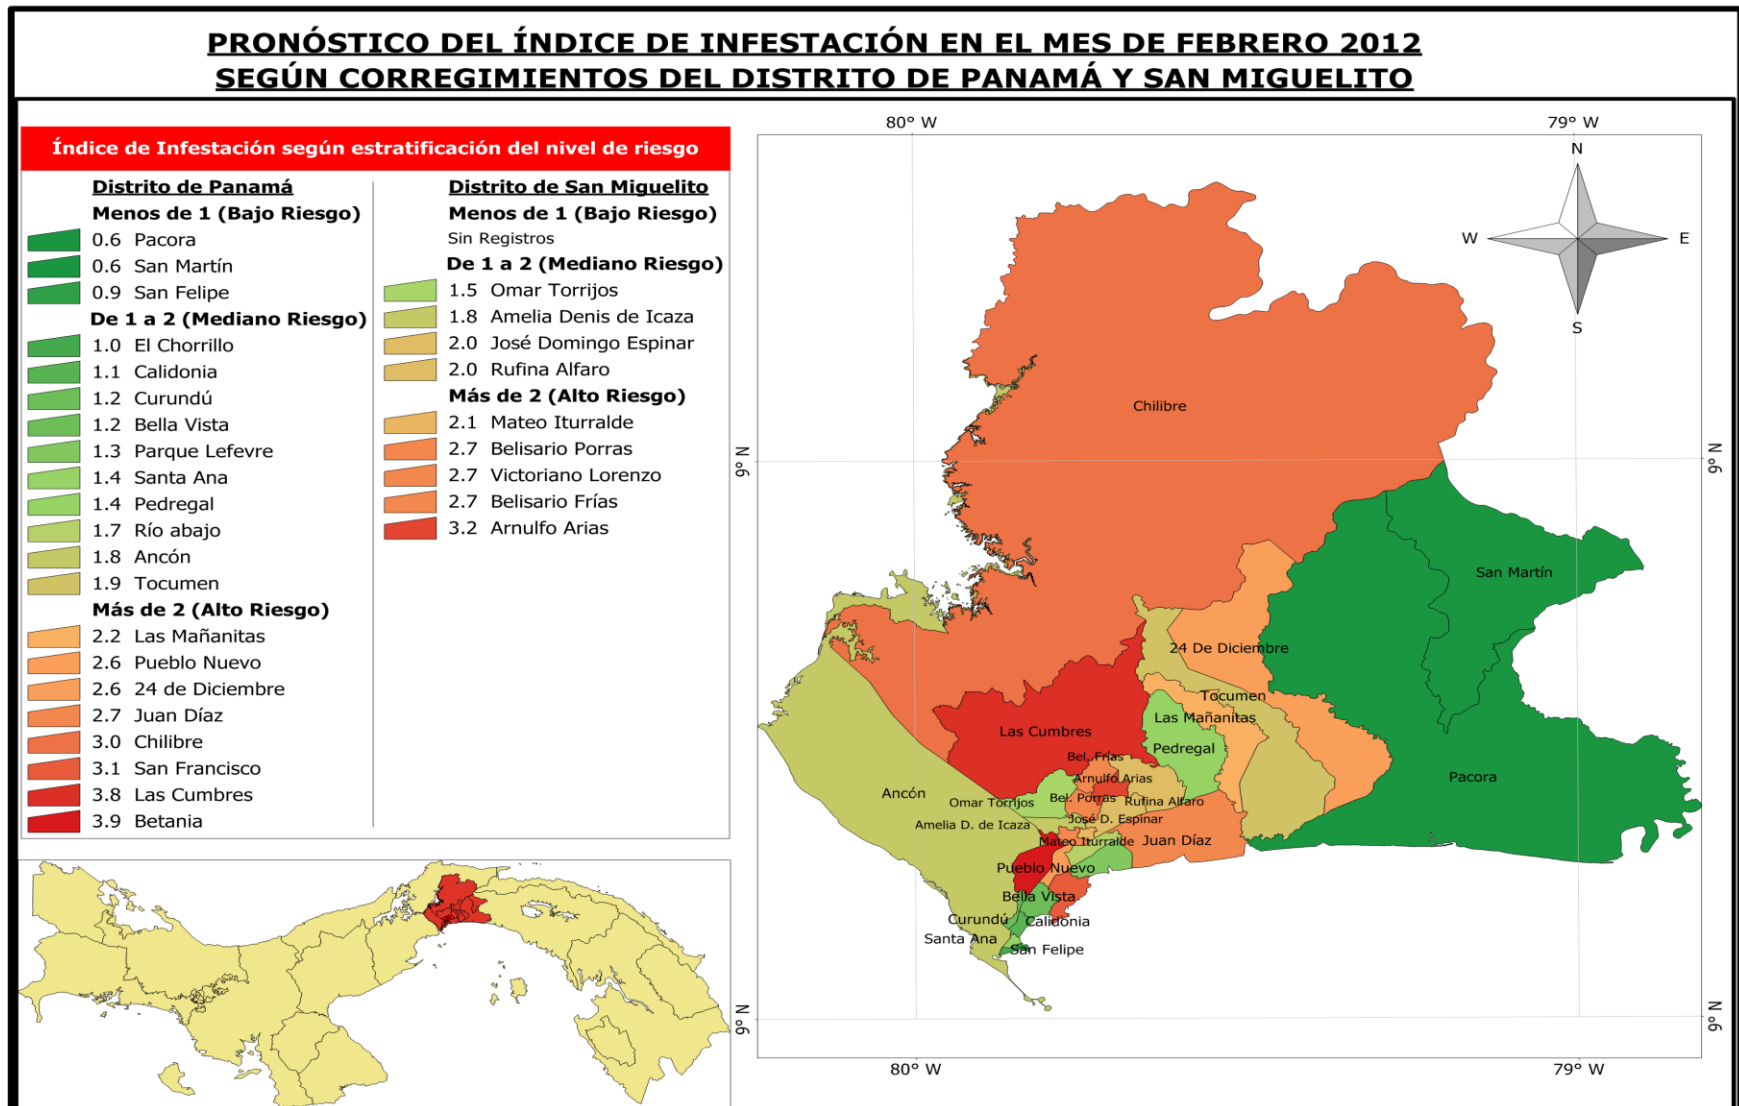 PRONÓSTICO DEL ÍNDICE DE INFESTACIÓN EN EL MES DE FEBRERO 2012
SEGÚN CORREGIMIENTOS DEL DISTRITO DE PANAMÁ Y SAN MIGUELITO
Índice de Infestación según estratificación del nivel de riesgo
Distrito de Panamá
Menos de 1 (Bajo Riesgo)
0.6 Pacora
0.6 San Martín
0.9 San Felipe
De 1 a 2 (Mediano Riesgo)
1.0 El Chorrillo
1.1 Calidonia
1.2 Curundú
1.2 Bella Vista
1.3 Parque Lefevre
1.4 Santa Ana
1.4 Pedregal
1.7 Río abajo
1.8 Ancón
1.9 Tocumen
Más de 2 (Alto Riesgo)
2.2 Las Mañanitas
2.6 Pueblo Nuevo
2.6 24 de Diciembre
2.7 Juan Díaz
3.0 Chilibre
3.1 San Francisco
3.8 Las Cumbres
3.9 Betania
Distrito de San Miguelito
Menos de 1 (Bajo Riesgo)
Sin Registros
De 1 a 2 (Mediano Riesgo)
1.5 Omar Torrijos
1.8 Amelia Denis de Icaza
2.0 José Domingo Espinar
2.0 Rufina Alfaro
Más de 2 (Alto Riesgo)
2.1 Mateo Iturralde
2.7 Belisario Porras
2.7 Victoriano Lorenzo
2.7 Belisario Frías
3.2 Arnulfo Arias
80° W
79° W
N
W
E
S
Chilibre
9° N
9° N
San Martín
24 De Diciembre
Tocumen
Las Mañanitas
Las Cumbres
Pedregal
Bel. Frías
Arnulfo Arias
Pacora
Ancón
Bel. Porras
Omar Torrijos
Rufina Alfaro
José D. Espinar
Amelia D. de Icaza
Mateo Iturralde
Juan Díaz
Pueblo Nuevo
Bella Vista
Curundú
Calidonia
Santa Ana
San Felipe
9° N
9° N
80° W
79° W